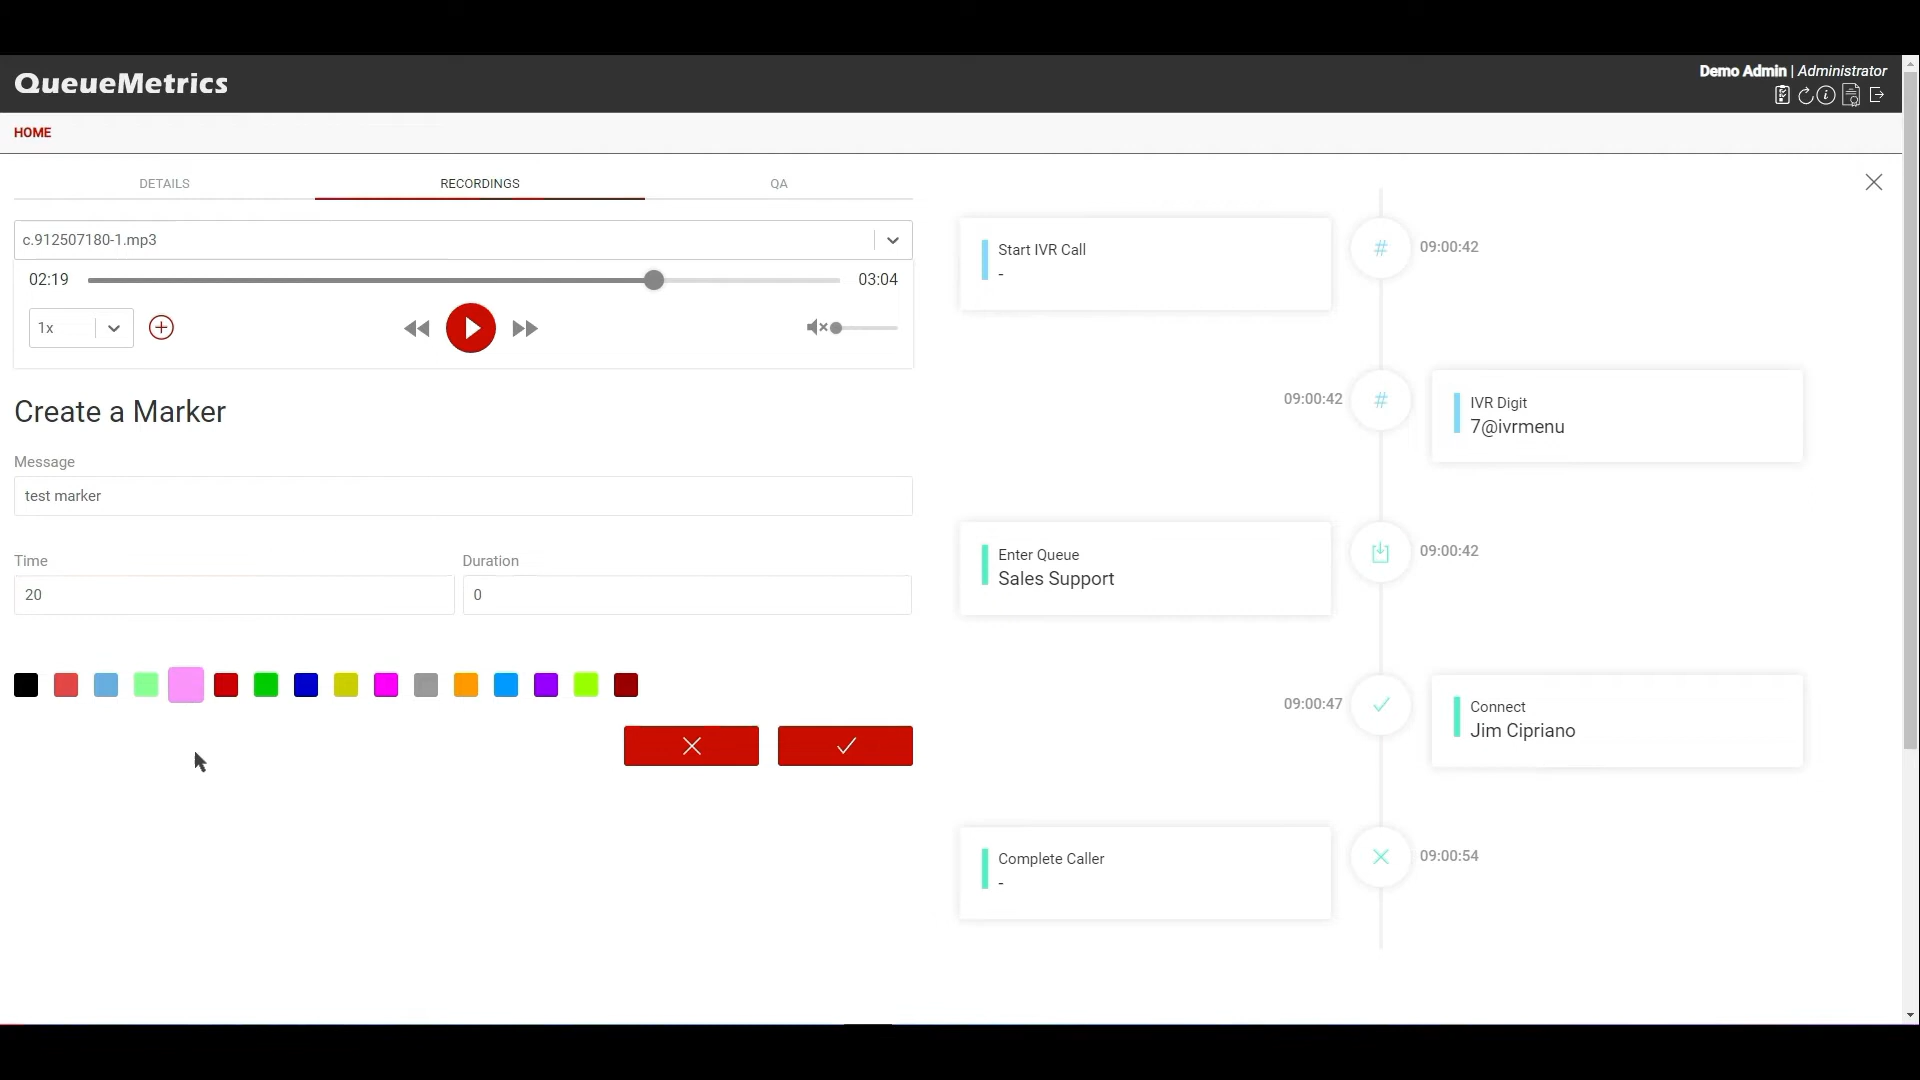 QueueMetrics
Demo Admin | Administrator
HOME
DETAILS
RECORDINGS
QA
c.912507180-1.mp3
02:19
03:04
1x
Create a Marker
Message
test marker
Time
Duration
20
0
Start IVR Call
-
09:00:42
09:00:42
IVR Digit
7@ivrmenu
Enter Queue
Sales Support
09:00:42
09:00:47
Connect
Jim Cipriano
Complete Caller
-
09:00:54